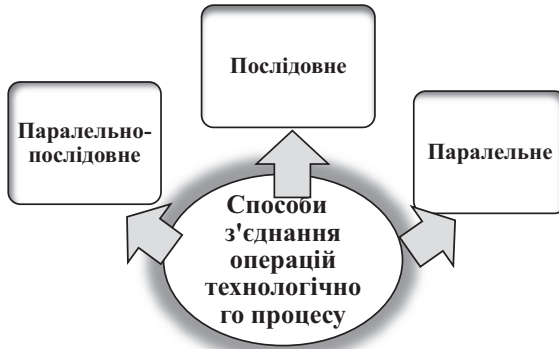 Послідовне
Паралельно-
послідовне
Паралельне
Способи
з'єднання
операцій
технологічно
го процесу